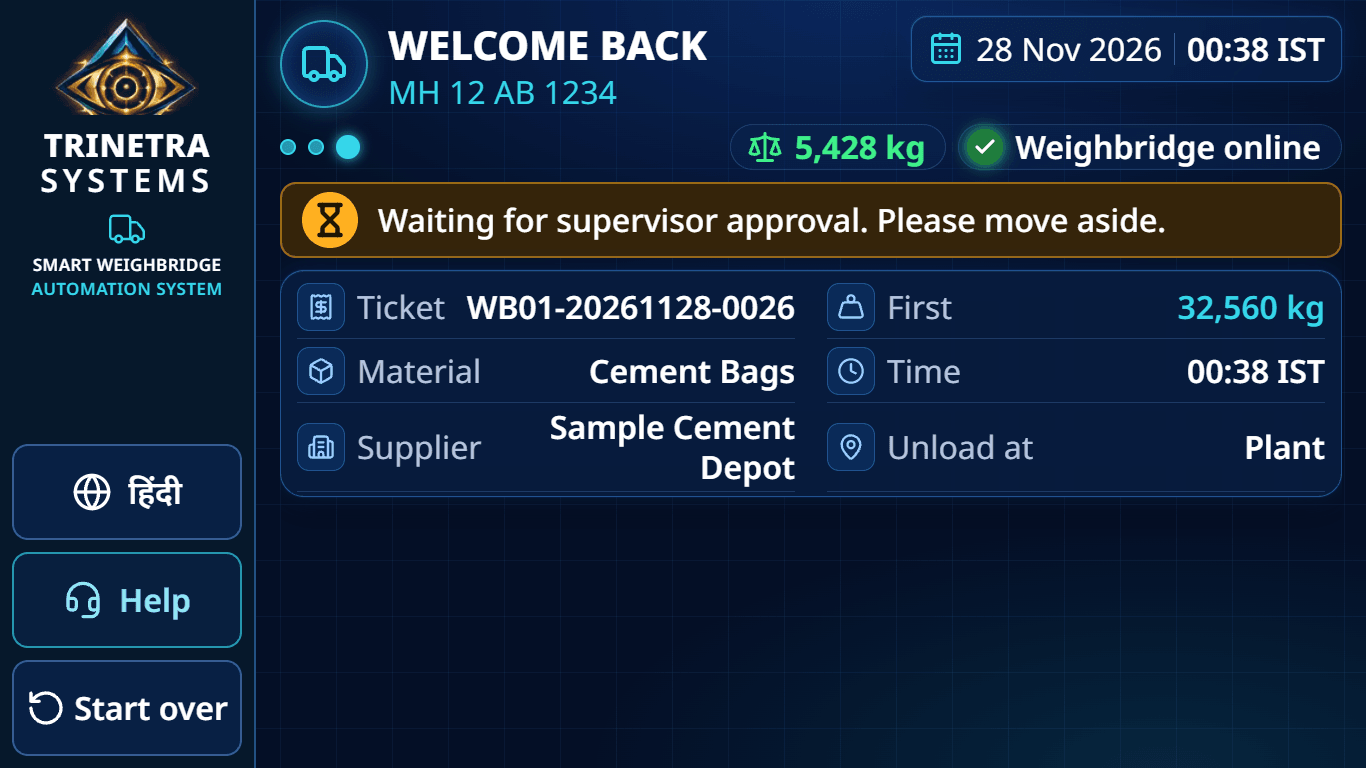 TRINETRA
SYSTEMS
SMART WEIGHBRIDGE
AUTOMATION SYSTEM
हिंदी
Help
Start over
WELCOME BACK
MH 12 AB 1234
28 Nov 2026 00:38 IST
5,428 kg
Weighbridge online
Waiting for supervisor approval. Please move aside.
Ticket WB01-20261128-0026
First 32,560 kg
Material Cement Bags
Time 00:38 IST
Supplier Sample Cement
Depot
Unload at Plant